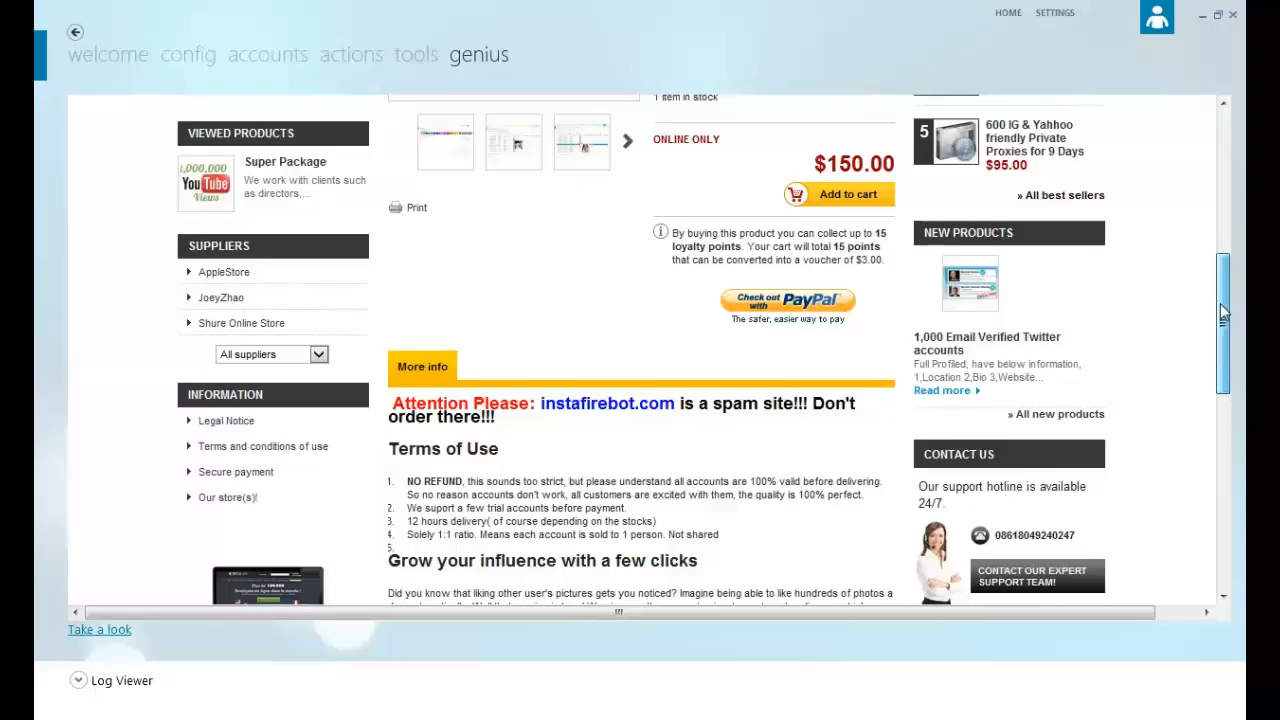 HOME SETTINGS
welcome config accounts actions tools genius
VIEWED PRODUCTS
1,000,000
YouTube
Views
Super Package
We work with clients such
as directors,...
SUPPLIERS
AppleStore
JoeyZhao
Shure Online Store
All suppliers
INFORMATION
Legal Notice
Terms and conditions of use
Secure payment
Our store(s)!
1 item in stock
ONLINE ONLY
$150.00
Add to cart
Print
By buying this product you can collect up to 15
loyalty points. Your cart will total 15 points
that can be converted into a voucher of $3.00.
Check out
with PayPal
The safer, easier way to pay
More info
Attention Please: instafirebot.com is a spam site!!! Don't
order there!!!
Terms of Use
1. NO REFUND, this sounds too strict, but please understand all accounts are 100% valid before delivering.
So no reason accounts don't work, all customers are excited with them, the quality is 100% perfect.
2. We suport a few trial accounts before payment.
3. 12 hours delivery( of course depending on the stocks)
4. Solely 1:1 ratio. Means each account is sold to 1 person. Not shared
5.
Grow your influence with a few clicks
Did you know that liking other user's pictures gets you noticed? Imagine being able to like hundreds of photos a
5
600 IG & Yahhoo
friendly Private
Proxies for 9 Days
$95.00
» All best sellers
NEW PRODUCTS
1,000 Email Verified Twitter
accounts
Full Profiled, have below information,
1,Location 2,Bio 3,Website...
Read more
» All new products
CONTACT US
Our support hotline is available
24/7.
08618049240247
CONTACT OUR EXPERT
SUPPORT TEAM!
Take a look
Log Viewer